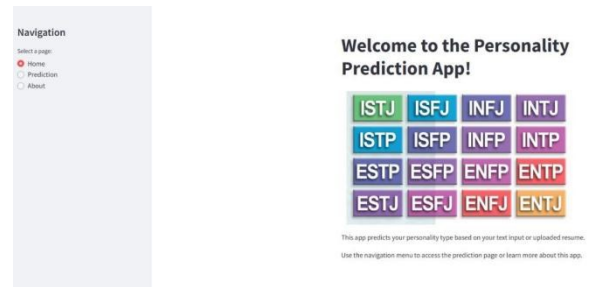 Navigation
Select a page:
Home
Prediction
About
Welcome to the Personality
Prediction App!
ISTJ ISFJ INFJ INTJ
ISTP ISFP INFP INTP
ESTP ESFP ENFP ENTP
ESTJ ESFJ ENFJ ENTJ
This app predicts your personality type based on your text input or uploaded resume.
Use the navigation menu to access the prediction page or learn more about this app.